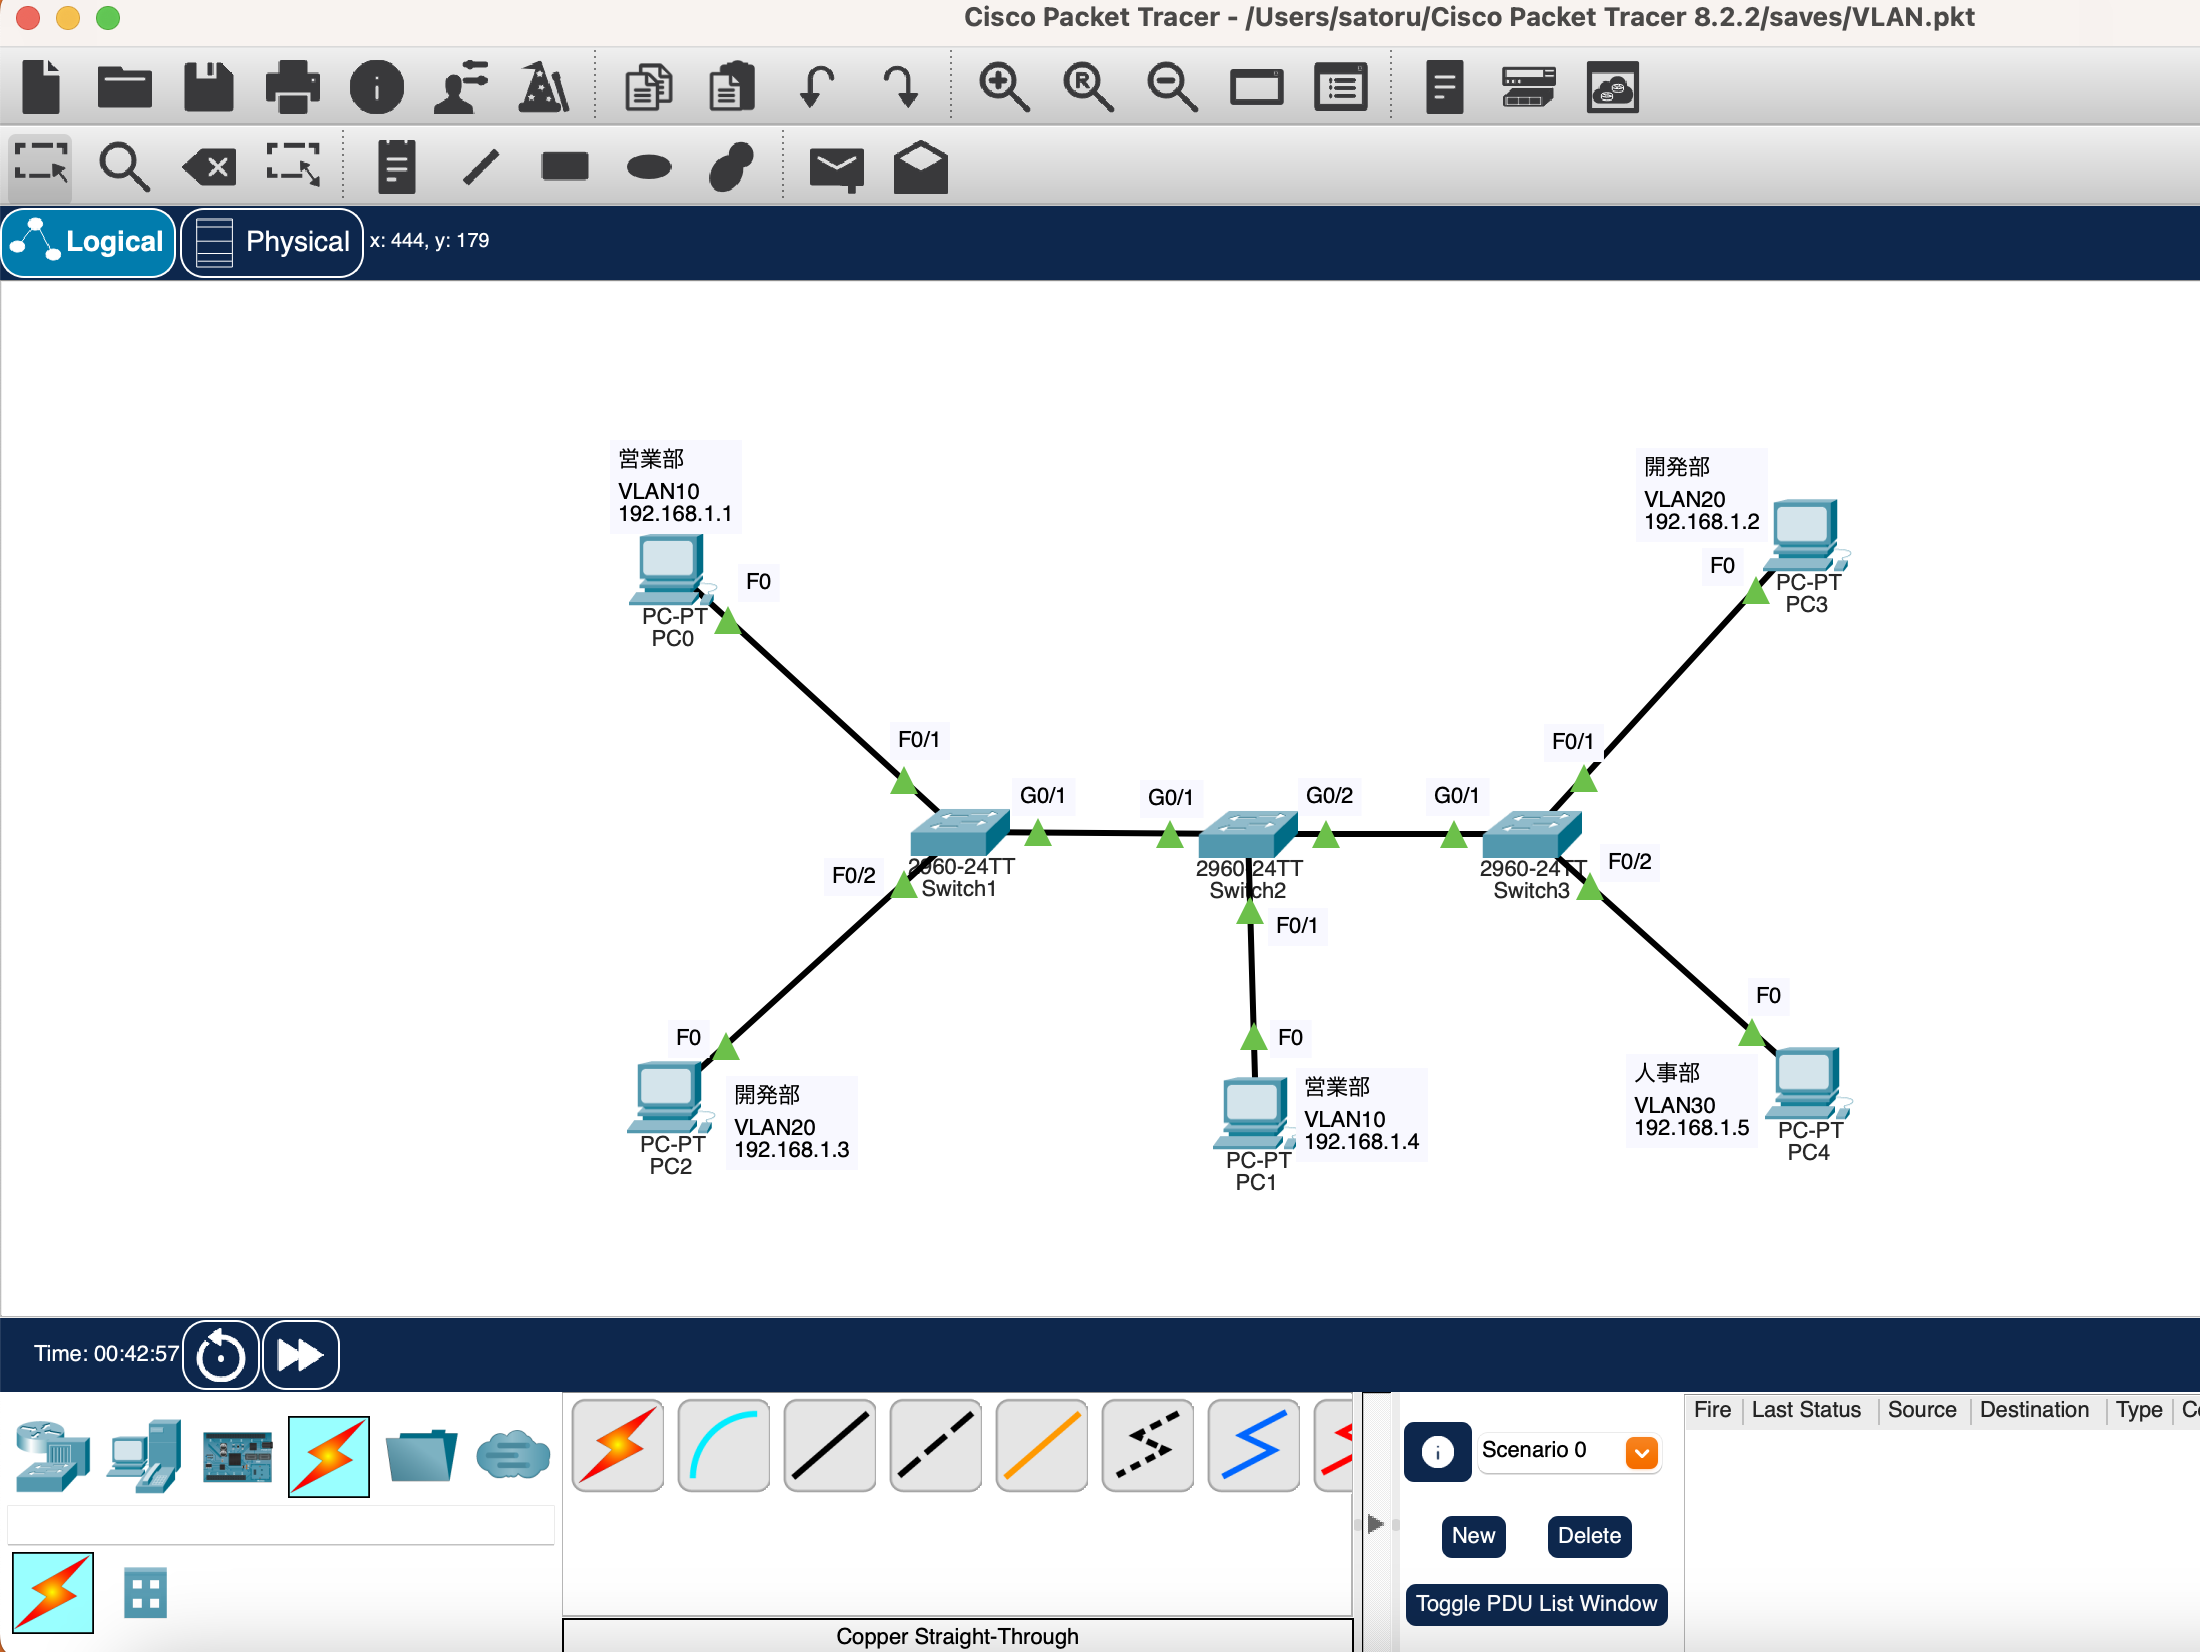 Cisco Packet Tracer - /Users/satoru/Cisco Packet Tracer 8.2.2/saves/VLAN.pkt
R
Logical
Physical
x: 444, y: 179
営業部
VLAN10
192.168.1.1
F0
PC-PT
PC0
開発部
VLAN20
192.168.1.2
F0
PC-PT
PC3
F0/1
F0/1
G0/1
G0/1
G0/2
G0/1
F0/2
2960-24TT
Switch1
2960-24TT
Switch2
2960-24TT
Switch3
F0/2
F0/1
F0
F0
F0
PC-PT
PC2
開発部
VLAN20
192.168.1.3
PC-PT
PC1
営業部
VLAN10
192.168.1.4
人事部
VLAN30
192.168.1.5
PC-PT
PC4
Time: 00:42:57
Scenario 0
New
Delete
Toggle PDU List Window
Fire
Last Status
Source
Destination
Type
Copper Straight-Through